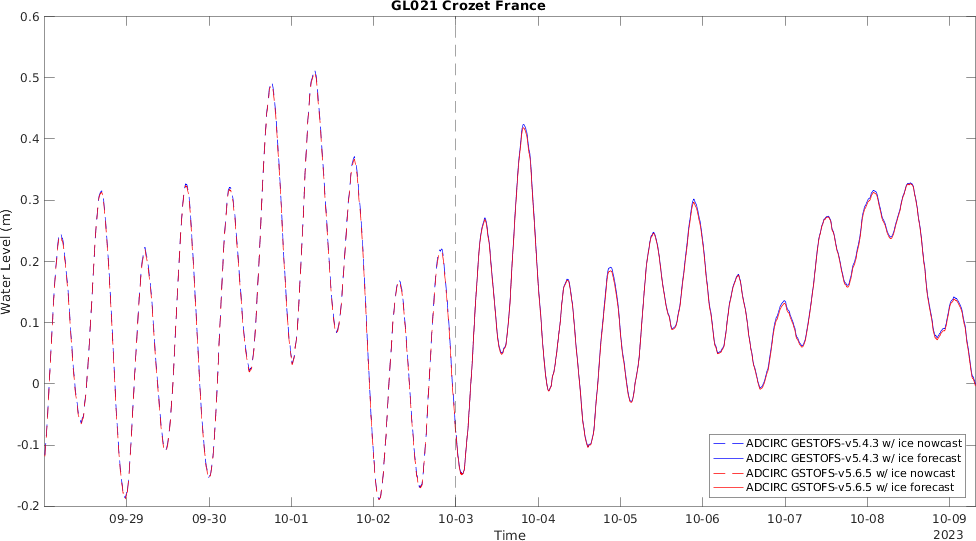 GL021 Crozet France
0.6
0.5
0.4
0.3
0.2
0.1
0
-0.1
-0.2
Water Level (m)
ADCIRC GESTOFS-v5.4.3 w/ ice nowcast
ADCIRC GESTOFS-v5.4.3 w/ ice forecast
ADCIRC GSTOFS-v5.6.5 w/ ice nowcast
ADCIRC GSTOFS-v5.6.5 w/ ice forecast
09-29 09-30 10-01 10-02 10-03 10-04 10-05 10-06 10-07 10-08 10-09
2023
Time